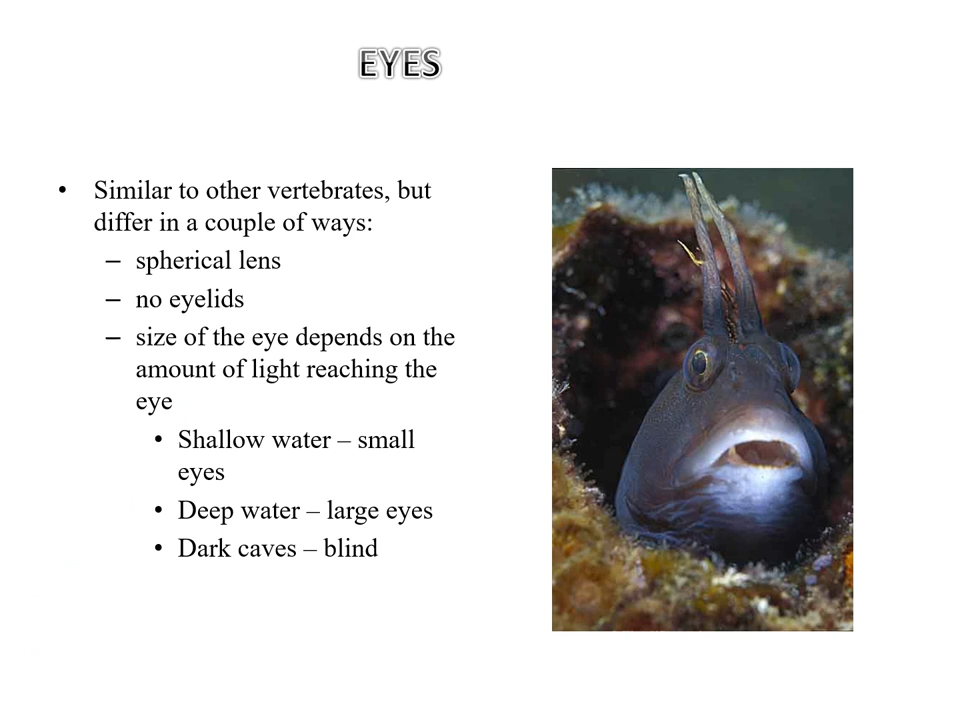 EYES
• Similar to other vertebrates, but
differ in a couple of ways:
– spherical lens
– no eyelids
– size of the eye depends on the
amount of light reaching the
eye
• Shallow water – small
eyes
• Deep water – large eyes
• Dark caves – blind